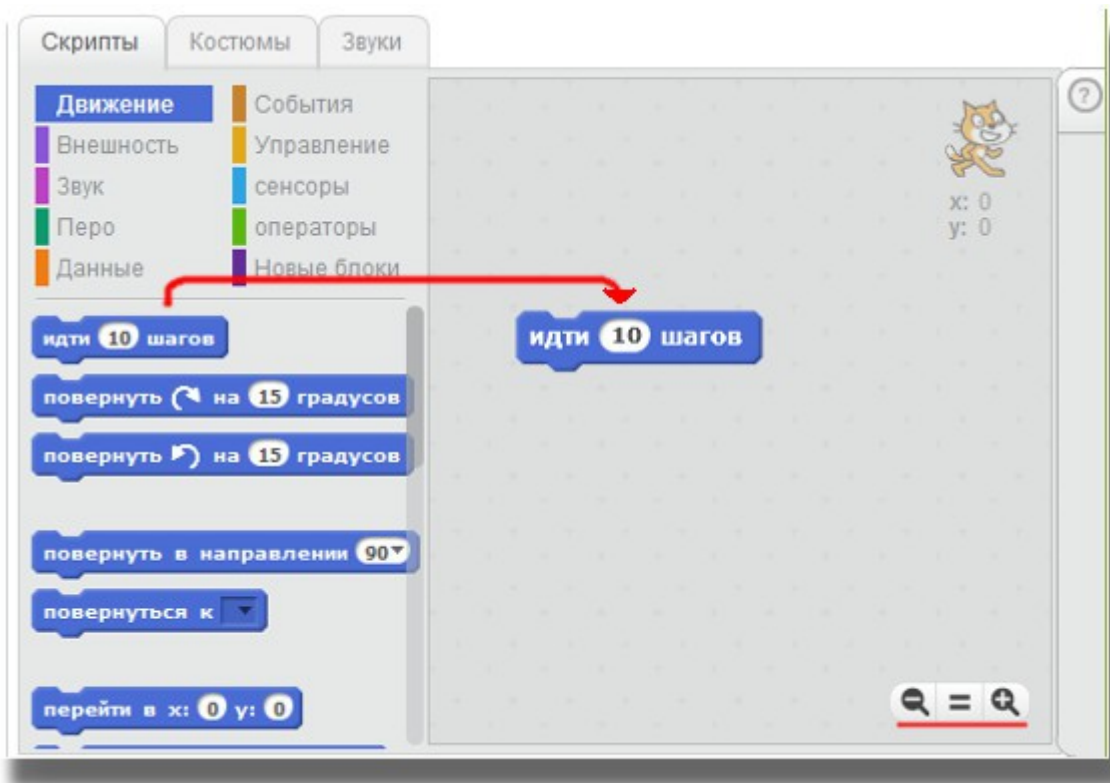 Скрипты Костюмы Звуки
Движение События
Внешность Управление
Звук сенсоры
Перо операторы
Данные Новые блоки
x: 0
y: 0
идти 10 шагов
повернуть на 15 градусов
повернуть на 15 градусов
повернуть в направлении 90
повернуться к
перейти в x: 0 y: 0
идти 10 шагов